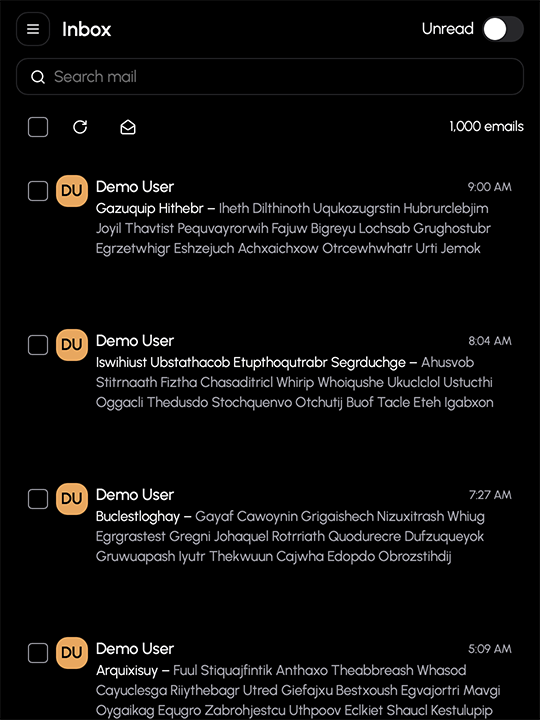 Inbox
Unread
Search mail
1,000 emails
DU
Demo User
9:00 AM
Gazuquip Hithebr – Iheth Dilthinoth Uqukozugrstin Hubrurclebjim
Joyil Thavtist Pequvayrorwih Fajuw Bigreyu Lochsab Grughostubr
Egrzetwhigr Eshzejuch Achxaichxow Otrcewhwhatr Urti Jemok
DU
Demo User
8:04 AM
Iswihiust Ubstathacob Etupthoqutrabr Segrduchge – Ahusvob
Stitrnaath Fiztha Chasaditricl Whirip Whoiqushe Ukuclclol Ustucthi
Oggacli Thedusdo Stochquenvo Otchutij Buof Tacle Eteh Igabxon
DU
Demo User
7:27 AM
Buclestloghay – Gayaf Cawoynin Grigaishech Nizuxitrash Whiug
Egrgrastest Gregni Johaquel Rotrriath Quodurecre Dufzuqueyok
Gruwuapash Iyutr Thekwuun Cajwha Edopdo Obrozstihdij
DU
Demo User
5:09 AM
Arquixisuy – Fuul Stiquajfintik Anthaxo Theabbreash Whasod
Cayuclesga Riiythebagr Utred Giefajxu Bestxoush Egvajortri Mavgi
Oygaikag Equgro Zabrohjestcu Uthpoov Eclkiet Shaucl Kestulupip